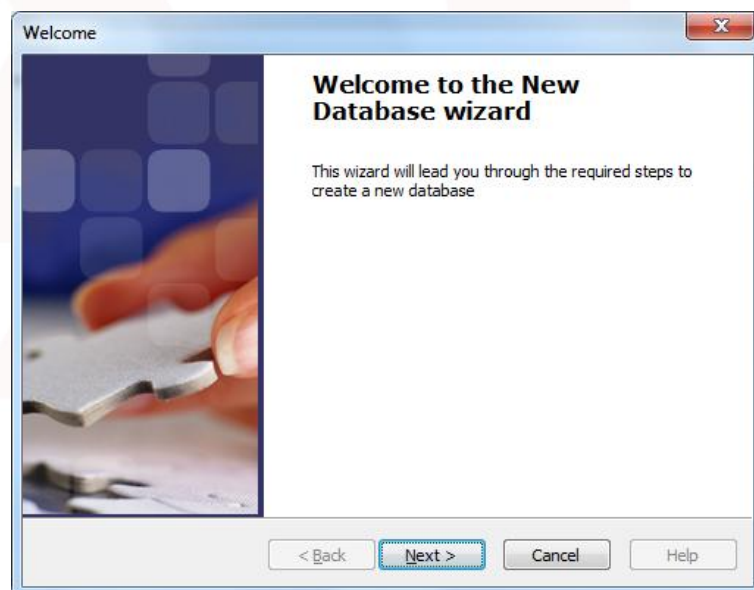 Welcome
Welcome to the New
Database wizard
This wizard will lead you through the required steps to
create a new database
< Back
Next >
Cancel
Help